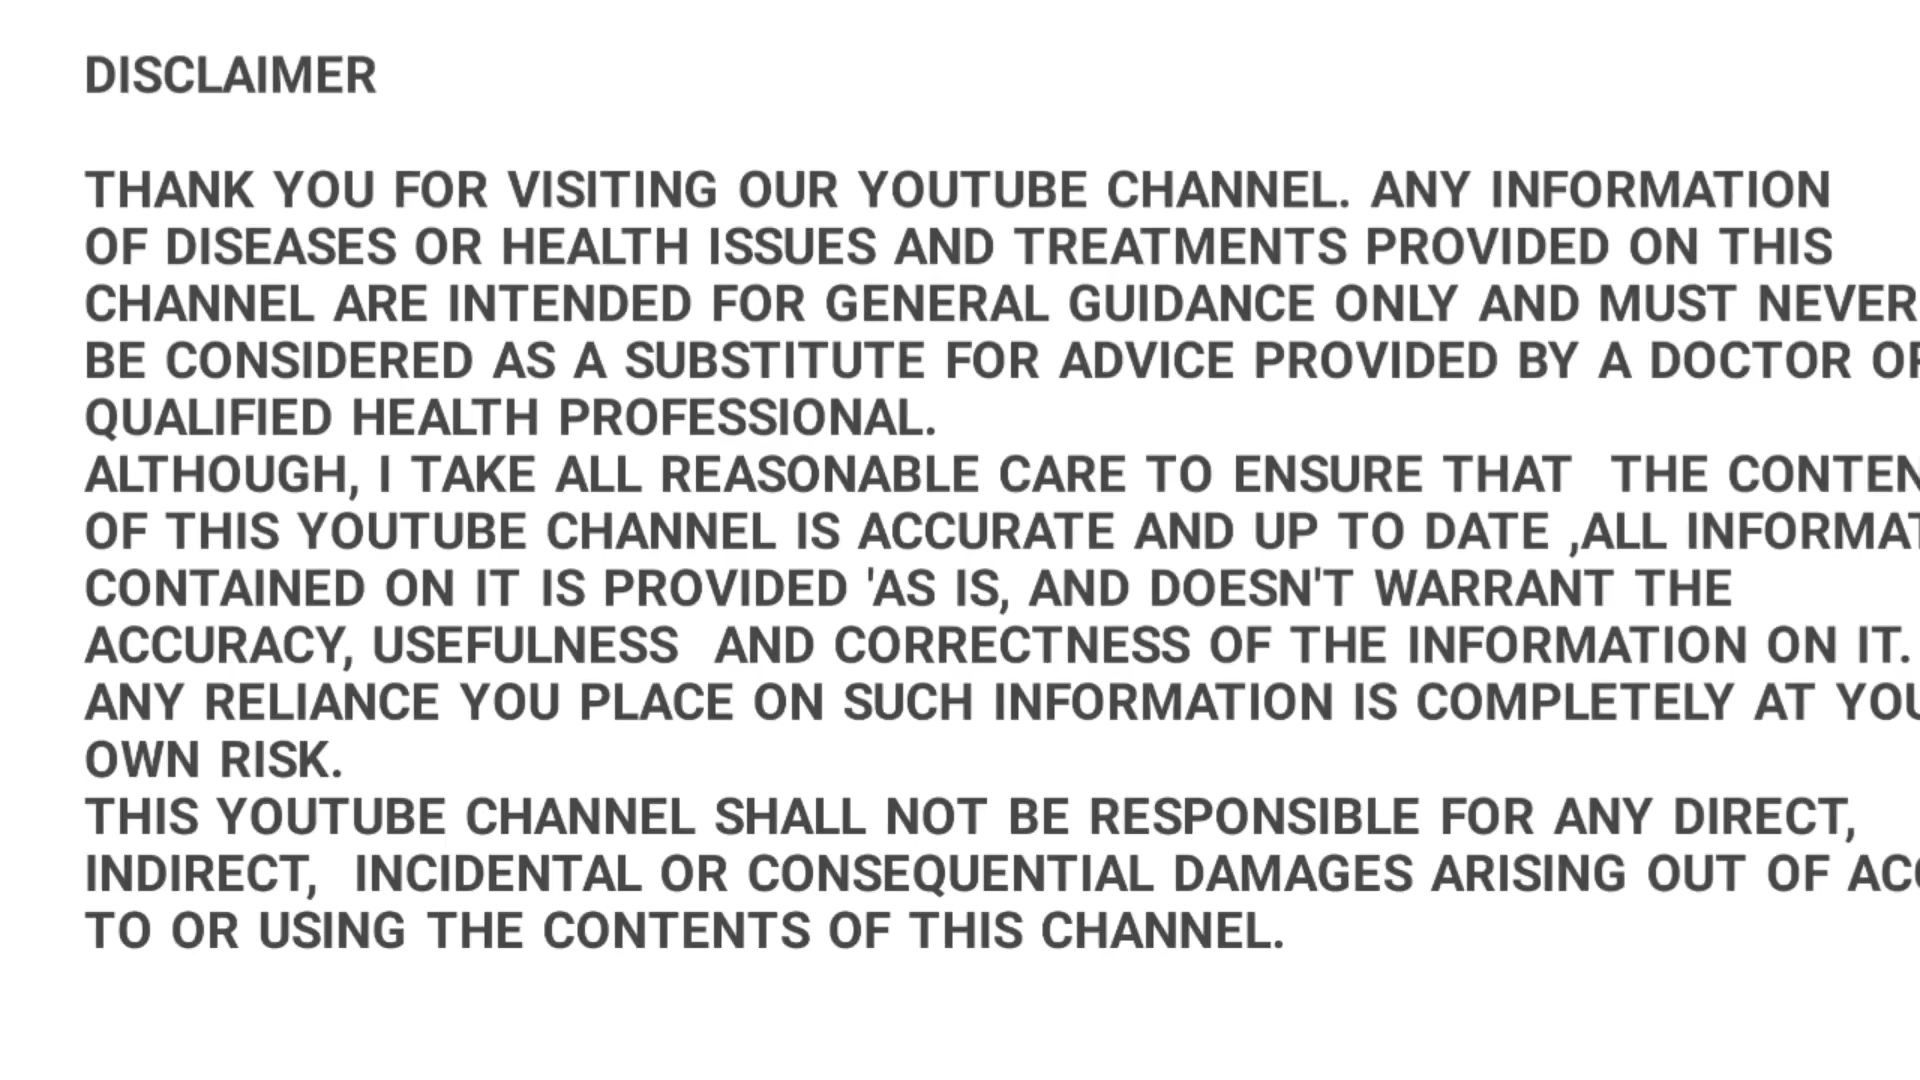 DISCLAIMER
THANK YOU FOR VISITING OUR YOUTUBE CHANNEL. ANY INFORMATION
OF DISEASES OR HEALTH ISSUES AND TREATMENTS PROVIDED ON THIS
CHANNEL ARE INTENDED FOR GENERAL GUIDANCE ONLY AND MUST NEVER
BE CONSIDERED AS A SUBSTITUTE FOR ADVICE PROVIDED BY A DOCTOR
QUALIFIED HEALTH PROFESSIONAL.
ALTHOUGH, I TAKE ALL REASONABLE CARE TO ENSURE THAT  THE
OF THIS YOUTUBE CHANNEL IS ACCURATE AND UP TO DATE ,ALL
CONTAINED ON IT IS PROVIDED 'AS IS, AND DOESN'T WARRANT THE
ACCURACY, USEFULNESS  AND CORRECTNESS OF THE INFORMATION ON IT.
ANY RELIANCE YOU PLACE ON SUCH INFORMATION IS COMPLETELY AT
OWN RISK.
THIS YOUTUBE CHANNEL SHALL NOT BE RESPONSIBLE FOR ANY DIRECT,
INDIRECT,  INCIDENTAL OR CONSEQUENTIAL DAMAGES ARISING OUT OF
TO OR USING THE CONTENTS OF THIS CHANNEL.